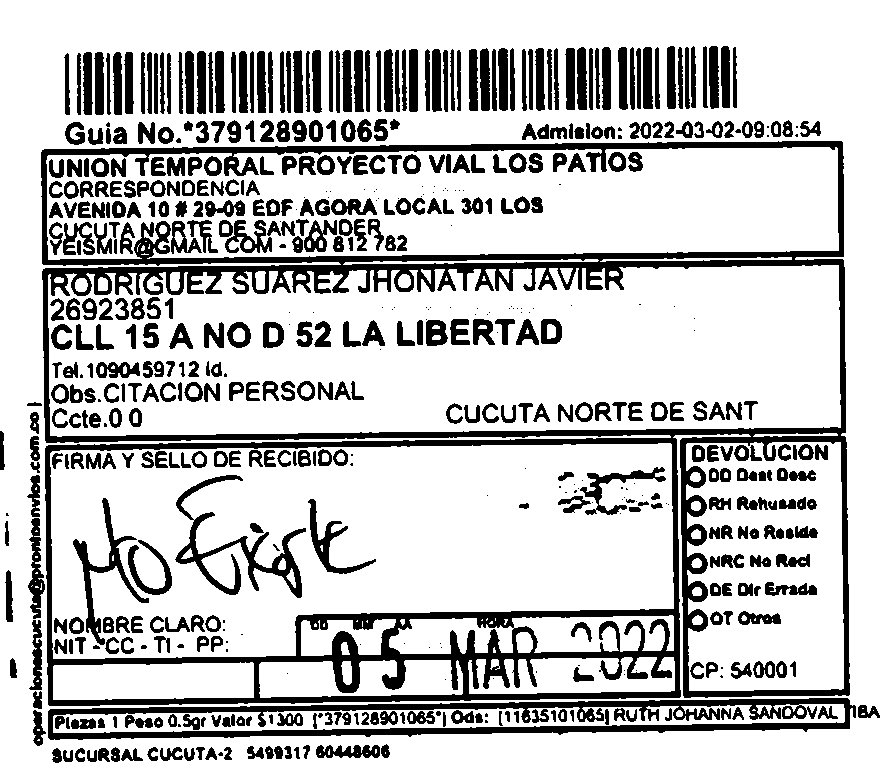 Guia No.*379128901065*
Admision: 2022-03-02-09:08:54
UNION TEMPORAL PROYECTO VIAL LOS PATIOS
CORRESPONDENCIA
AVENIDA 10 # 29-09 EDF AGORA LOCAL 301 LOS
CUCUTA NORTE DE SANTANDER
YEISMIR@GMAIL COM - 900 812 782
RODRIGUEZ SUAREZ JHONATAN JAVIER
26923851
CLL 15 A NO D 52 LA LIBERTAD
Tel.1090459712 Id.
Obs.CITACION PERSONAL
Ccte.0 0
CUCUTA NORTE DE SANT
operacionescucuta@prontoenvios.com.co
FIRMA Y SELLO DE RECIBIDO:
No Existe
NOMBRE CLARO:
NIT - CC - TI - PP:
DD MM AA HORA
05 MAR 2022
DEVOLUCION
DD Dest Desc
RH Rehusado
NR No Reside
NRC No Recl
DE Dir Errada
OT Otros
CP: 540001
Piezas 1 Peso 0.5gr Valor $1300 [*379128901065*] Ods: [11635101065] RUTH JOHANNA SANDOVAL IBA
SUCURSAL CUCUTA-2 5499317 60448606